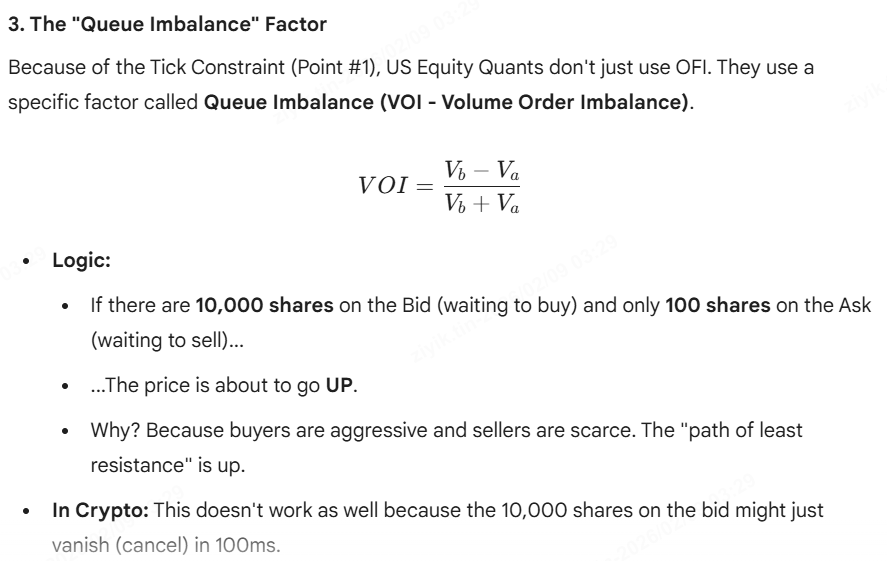 3. The "Queue Imbalance" Factor
Because of the Tick Constraint (Point #1), US Equity Quants don't just use OFI. They use a
specific factor called Queue Imbalance (VOI - Volume Order Imbalance).
VOI = (V_b − V_a) / (V_b + V_a)
• Logic:
• If there are 10,000 shares on the Bid (waiting to buy) and only 100 shares on the Ask
(waiting to sell)...
• ...The price is about to go UP.
• Why? Because buyers are aggressive and sellers are scarce. The "path of least
resistance" is up.
• In Crypto: This doesn't work as well because the 10,000 shares on the bid might just
vanish (cancel) in 100ms.